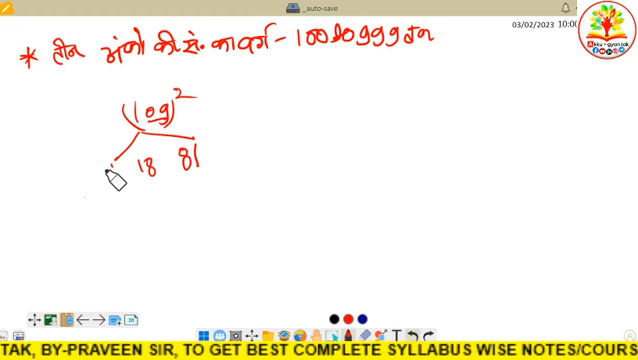 * तीन अंकों की सं. का वर्ग - 100 से 999 तक
(109)²
18 81
_auto-save
03/02/2023 10:00
Akku - gyan tak
TAK, BY-PRAVEEN SIR, TO GET BEST COMPLETE SYLLABUS WISE NOTES/COURS